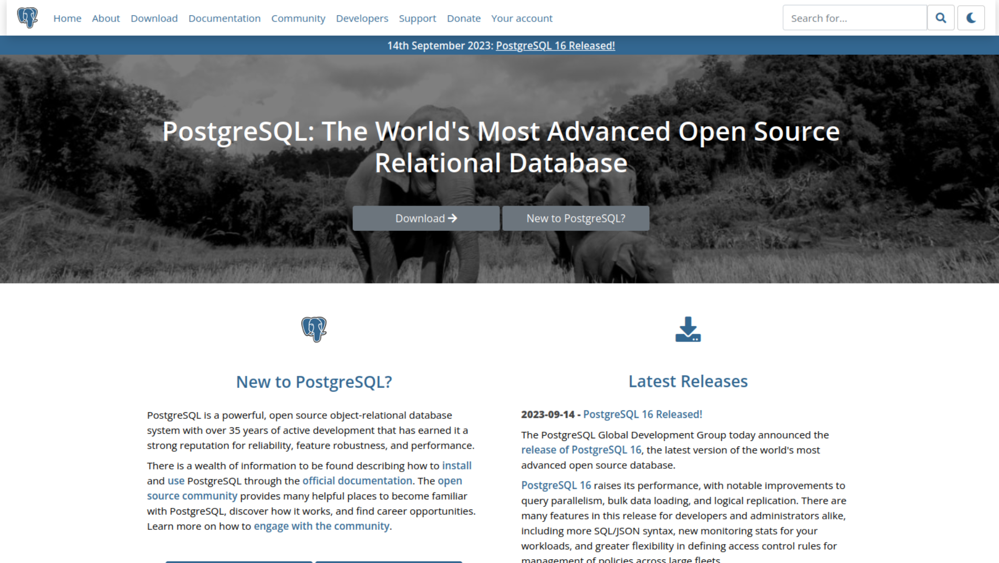 Home About Download Documentation Community Developers Support Donate Your account Search for...
14th September 2023: PostgreSQL 16 Released!
PostgreSQL: The World's Most Advanced Open Source
Relational Database
Download New to PostgreSQL?
New to PostgreSQL?
PostgreSQL is a powerful, open source object-relational database
system with over 35 years of active development that has earned it a
strong reputation for reliability, feature robustness, and performance.
There is a wealth of information to be found describing how to install
and use PostgreSQL through the official documentation. The open
source community provides many helpful places to become familiar
with PostgreSQL, discover how it works, and find career opportunities.
Learn more on how to engage with the community.
Latest Releases
2023-09-14 - PostgreSQL 16 Released!
The PostgreSQL Global Development Group today announced the
release of PostgreSQL 16, the latest version of the world's most
advanced open source database.
PostgreSQL 16 raises its performance, with notable improvements to
query parallelism, bulk data loading, and logical replication. There are
many features in this release for developers and administrators alike,
including more SQL/JSON syntax, new monitoring stats for your
workloads, and greater flexibility in defining access control rules for
management of policies across large fleets.